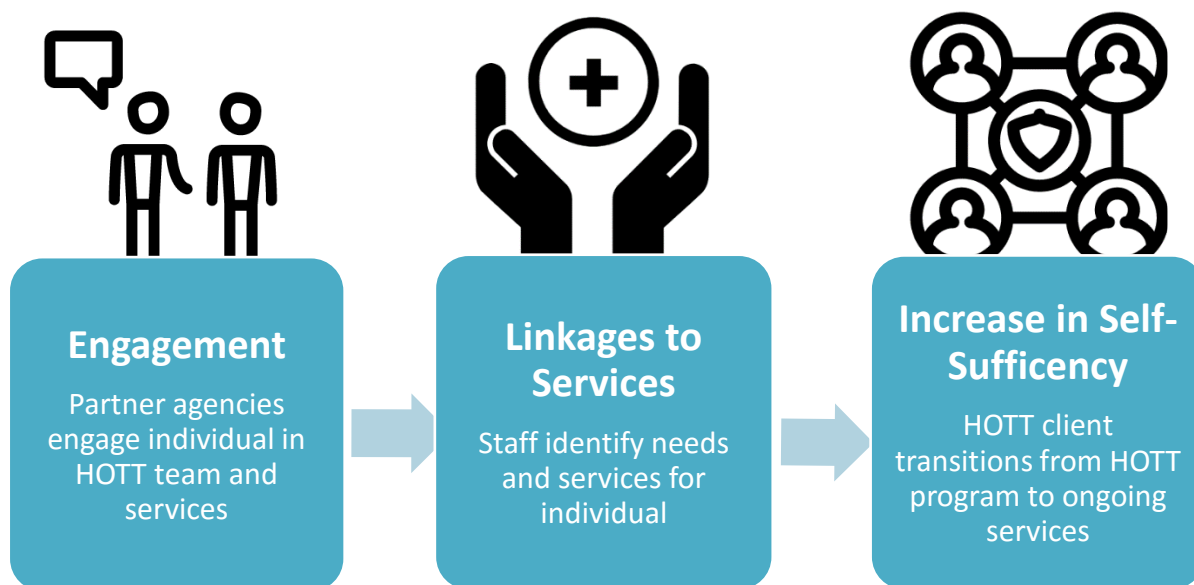 Engagement
Partner agencies
engage individual in
HOTT team and
services
Linkages to
Services
Staff identify needs
and services for
individual
Increase in Self-
Sufficency
HOTT client
transitions from HOTT
program to ongoing
services